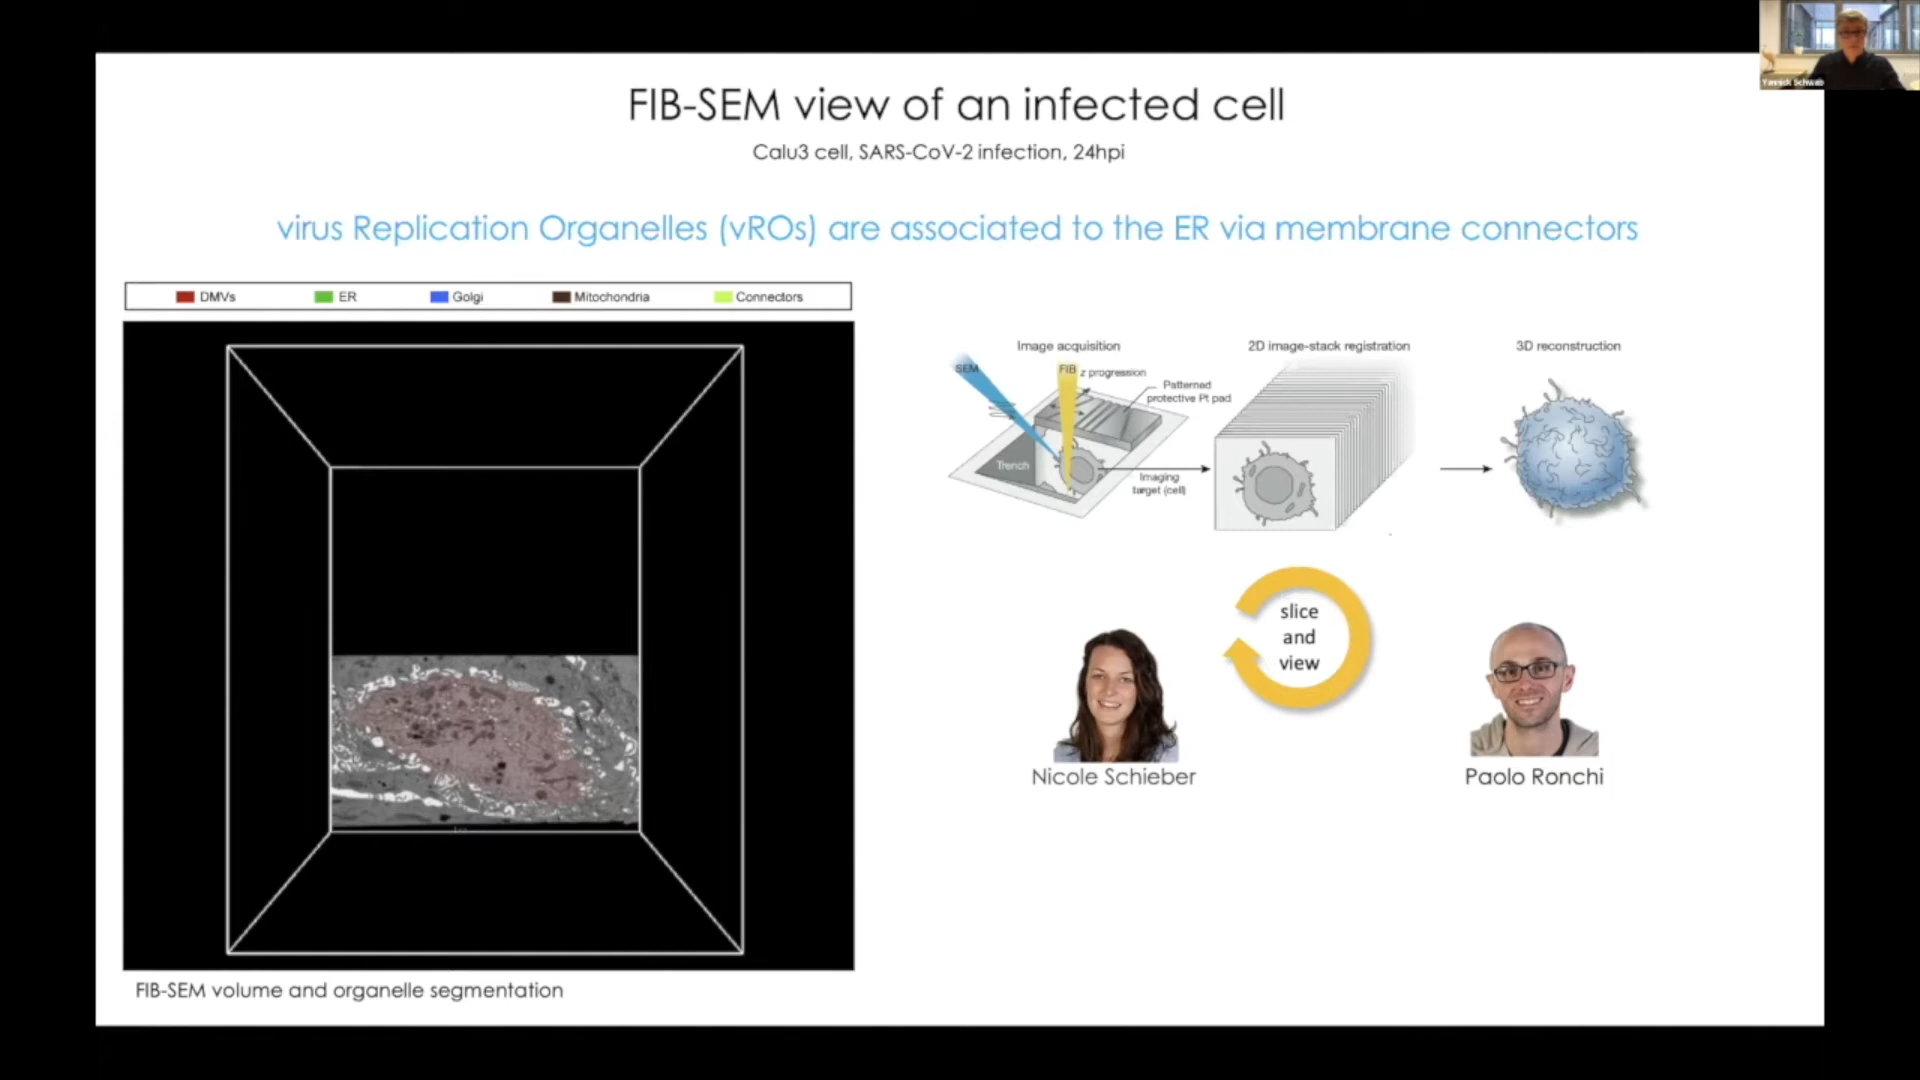 Yannick Schwab
FIB-SEM view of an infected cell
Calu3 cell, SARS-CoV-2 infection, 24hpi
virus Replication Organelles (vROs) are associated to the ER via membrane connectors
DMVs
ER
Golgi
Mitochondria
Connectors
Image acquisition
SEM
FIB
z progression
Patterned
protective Pt pad
Trench
Imaging
target (cell)
2D image-stack registration
3D reconstruction
slice
and
view
Nicole Schieber
Paolo Ronchi
FIB-SEM volume and organelle segmentation